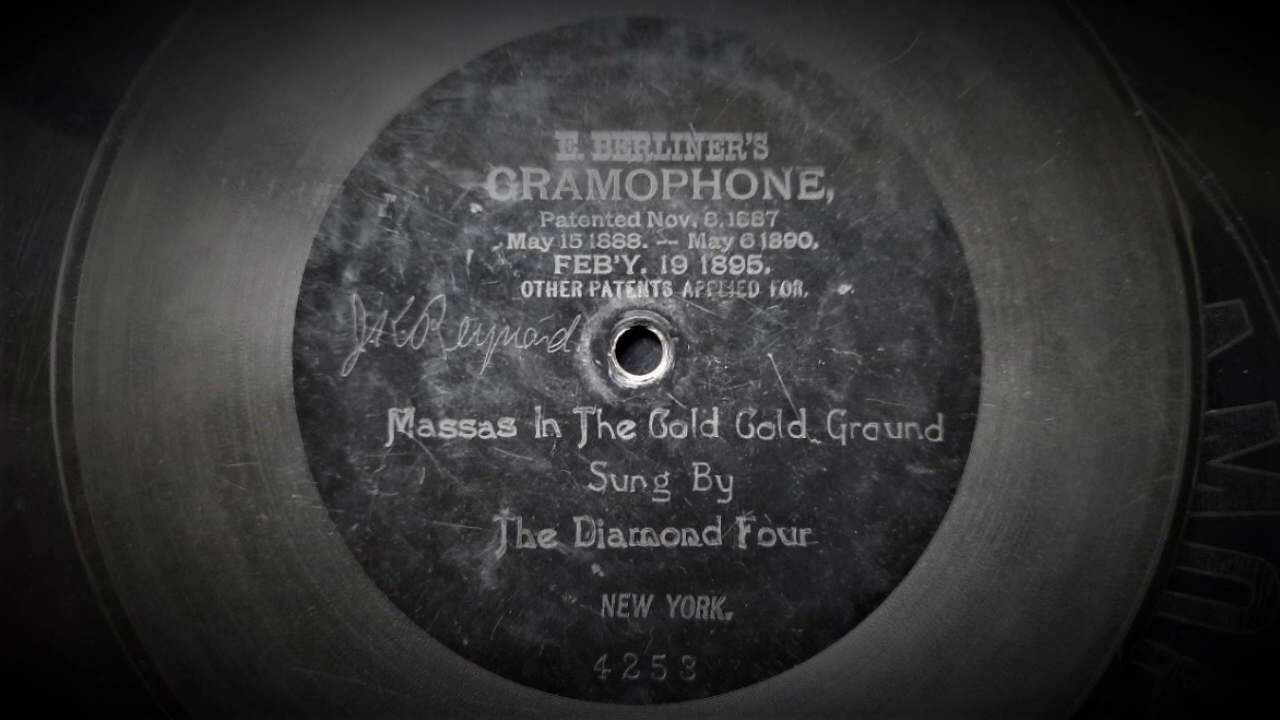 E. BERLINER'S
GRAMOPHONE,
Patented Nov. 8. 1887
May 15 1888. -- May 6 1890,
FEB'Y. 19 1895.
OTHER PATENTS APPLIED FOR.
J K Reynard
Massas In The Cold Cold Ground
Sung By
The Diamond Four
NEW YORK.
4253